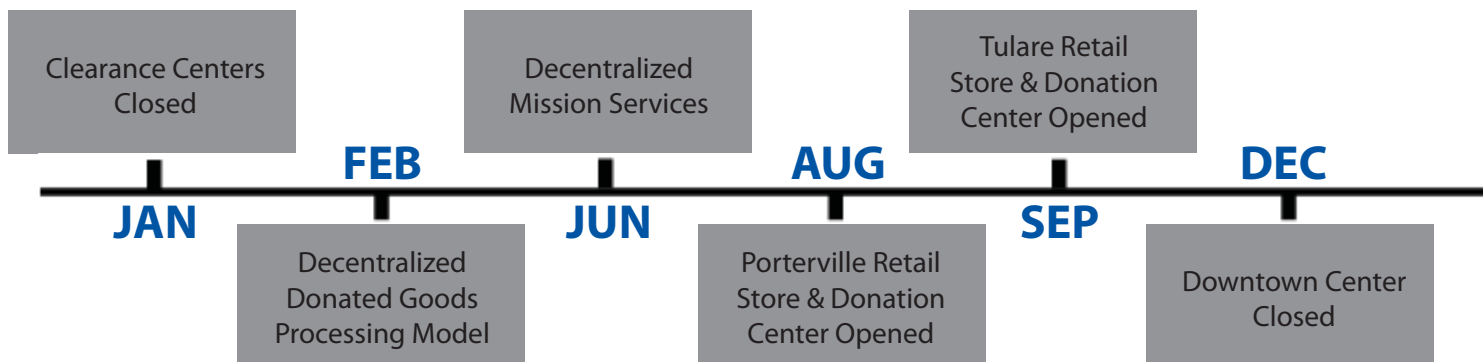 Clearance Centers
Closed
JAN
FEB
Decentralized
Donated Goods
Processing Model
Decentralized
Mission Services
JUN
AUG
Porterville Retail
Store & Donation
Center Opened
Tulare Retail
Store & Donation
Center Opened
SEP
DEC
Downtown Center
Closed